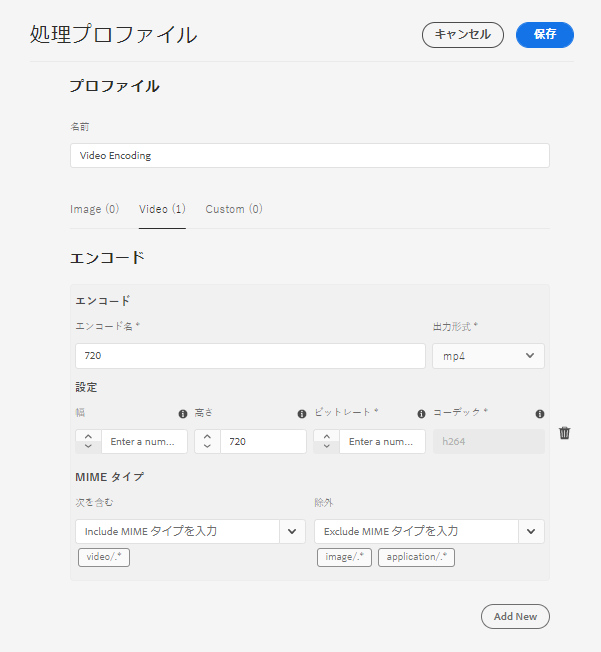 処理プロファイル
キャンセル
保存
プロファイル
名前
Video Encoding
Image (0)
Video (1)
Custom (0)
エンコード
エンコード
エンコード名 *
出力形式 *
720
mp4
設定
幅
高さ
ビットレート *
コーデック *
Enter a num...
720
Enter a num...
h264
MIME タイプ
次を含む
除外
Include MIME タイプを入力
Exclude MIME タイプを入力
video/.*
image/.*
application/.*
Add New